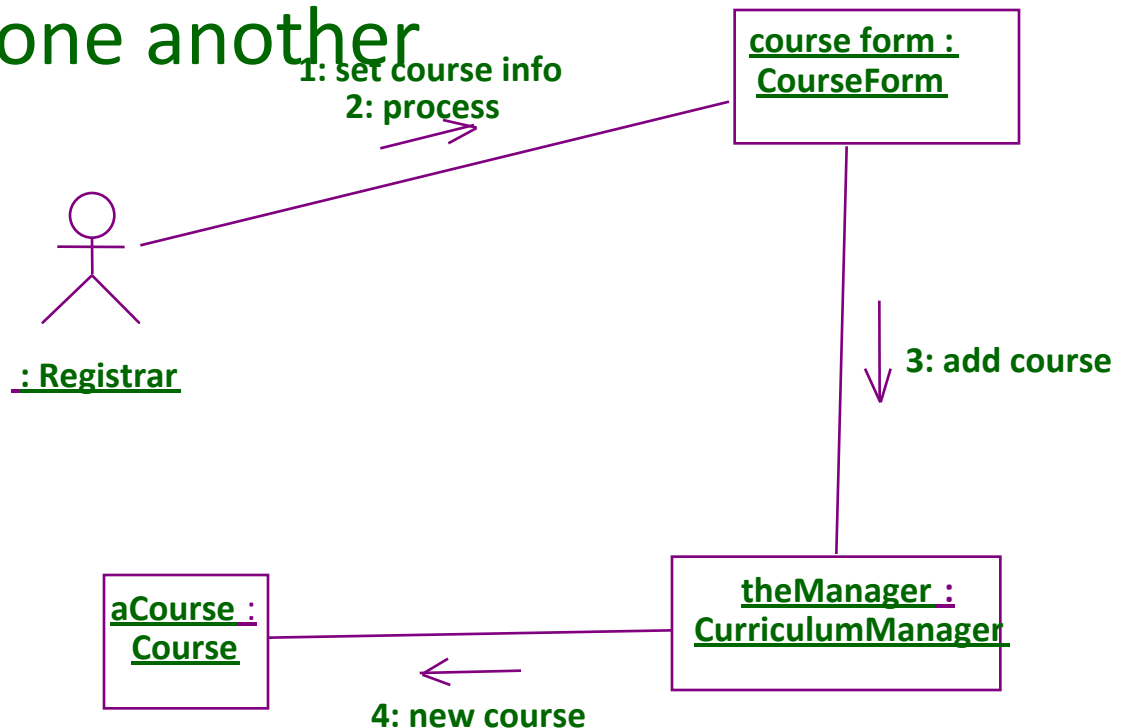 one another
1: set course info
2: process
course form :
CourseForm
: Registrar
3: add course
theManager :
CurriculumManager
aCourse :
Course
4: new course